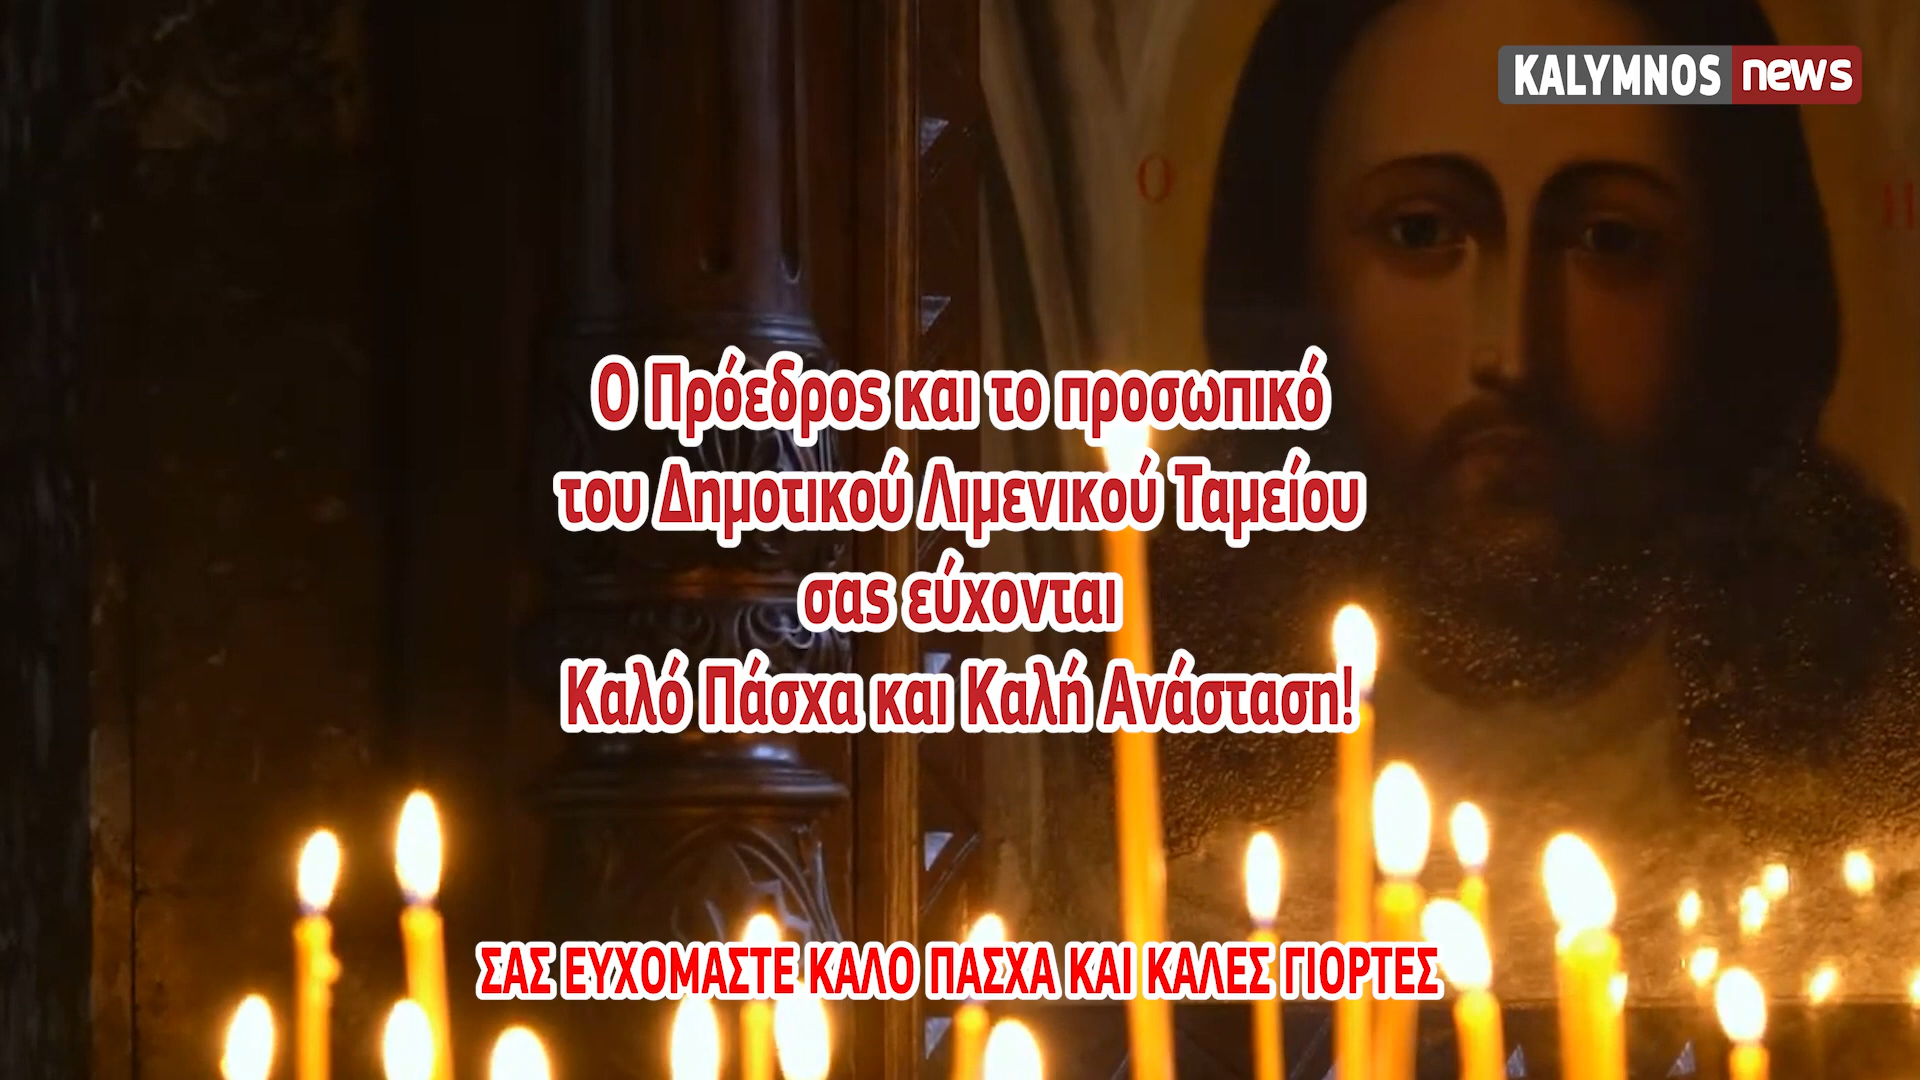 KALYMNOS news
Ο Η
Ο Πρόεδρος και το προσωπικό
του Δημοτικού Λιμενικού Ταμείου
σας εύχονται
Καλό Πάσχα και Καλή Ανάσταση!
ΣΑΣ ΕΥΧΟΜΑΣΤΕ ΚΑΛΟ ΠΑΣΧΑ ΚΑΙ ΚΑΛΕΣ ΓΙΟΡΤΕΣ